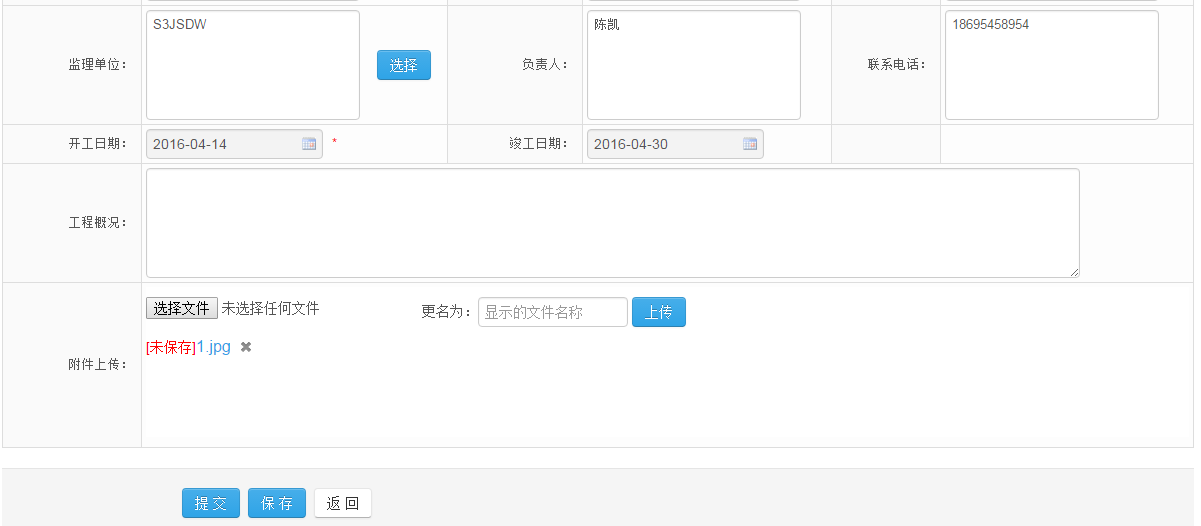 监理单位： S3JSDW 选择 负责人： 陈凯 联系电话： 18695458954
开工日期： 2016-04-14 * 竣工日期： 2016-04-30
工程概况：
选择文件 未选择任何文件 更名为： 显示的文件名称 上传
[未保存]1.jpg ✖
附件上传：
提 交 保 存 返 回